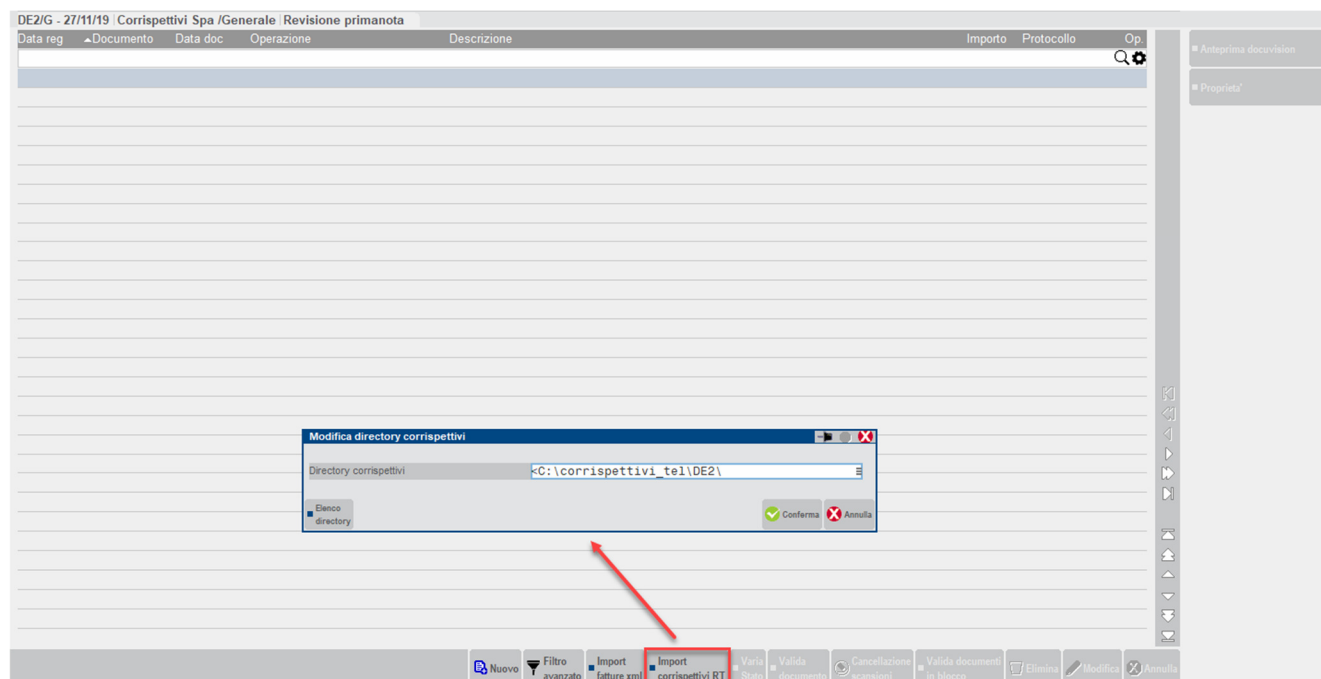 DE2/G - 27/11/19 Corrispettivi Spa /Generale Revisione primanota
Data reg Documento Data doc Operazione Descrizione Importo Protocollo Op.
Anteprima docuvision
Proprieta'
Modifica directory corrispettivi
Directory corrispettivi <C:\corrispettivi_tel\DE2\
Elenco
directory
Conferma Annulla
Nuovo
Filtro
avanzato
Import
fatture xml
Import
corrispettivi RT
Varia
Stato
Valida
documento
Cancellazione
scansioni
Valida documenti
in blocco
Elimina
Modifica
Annulla